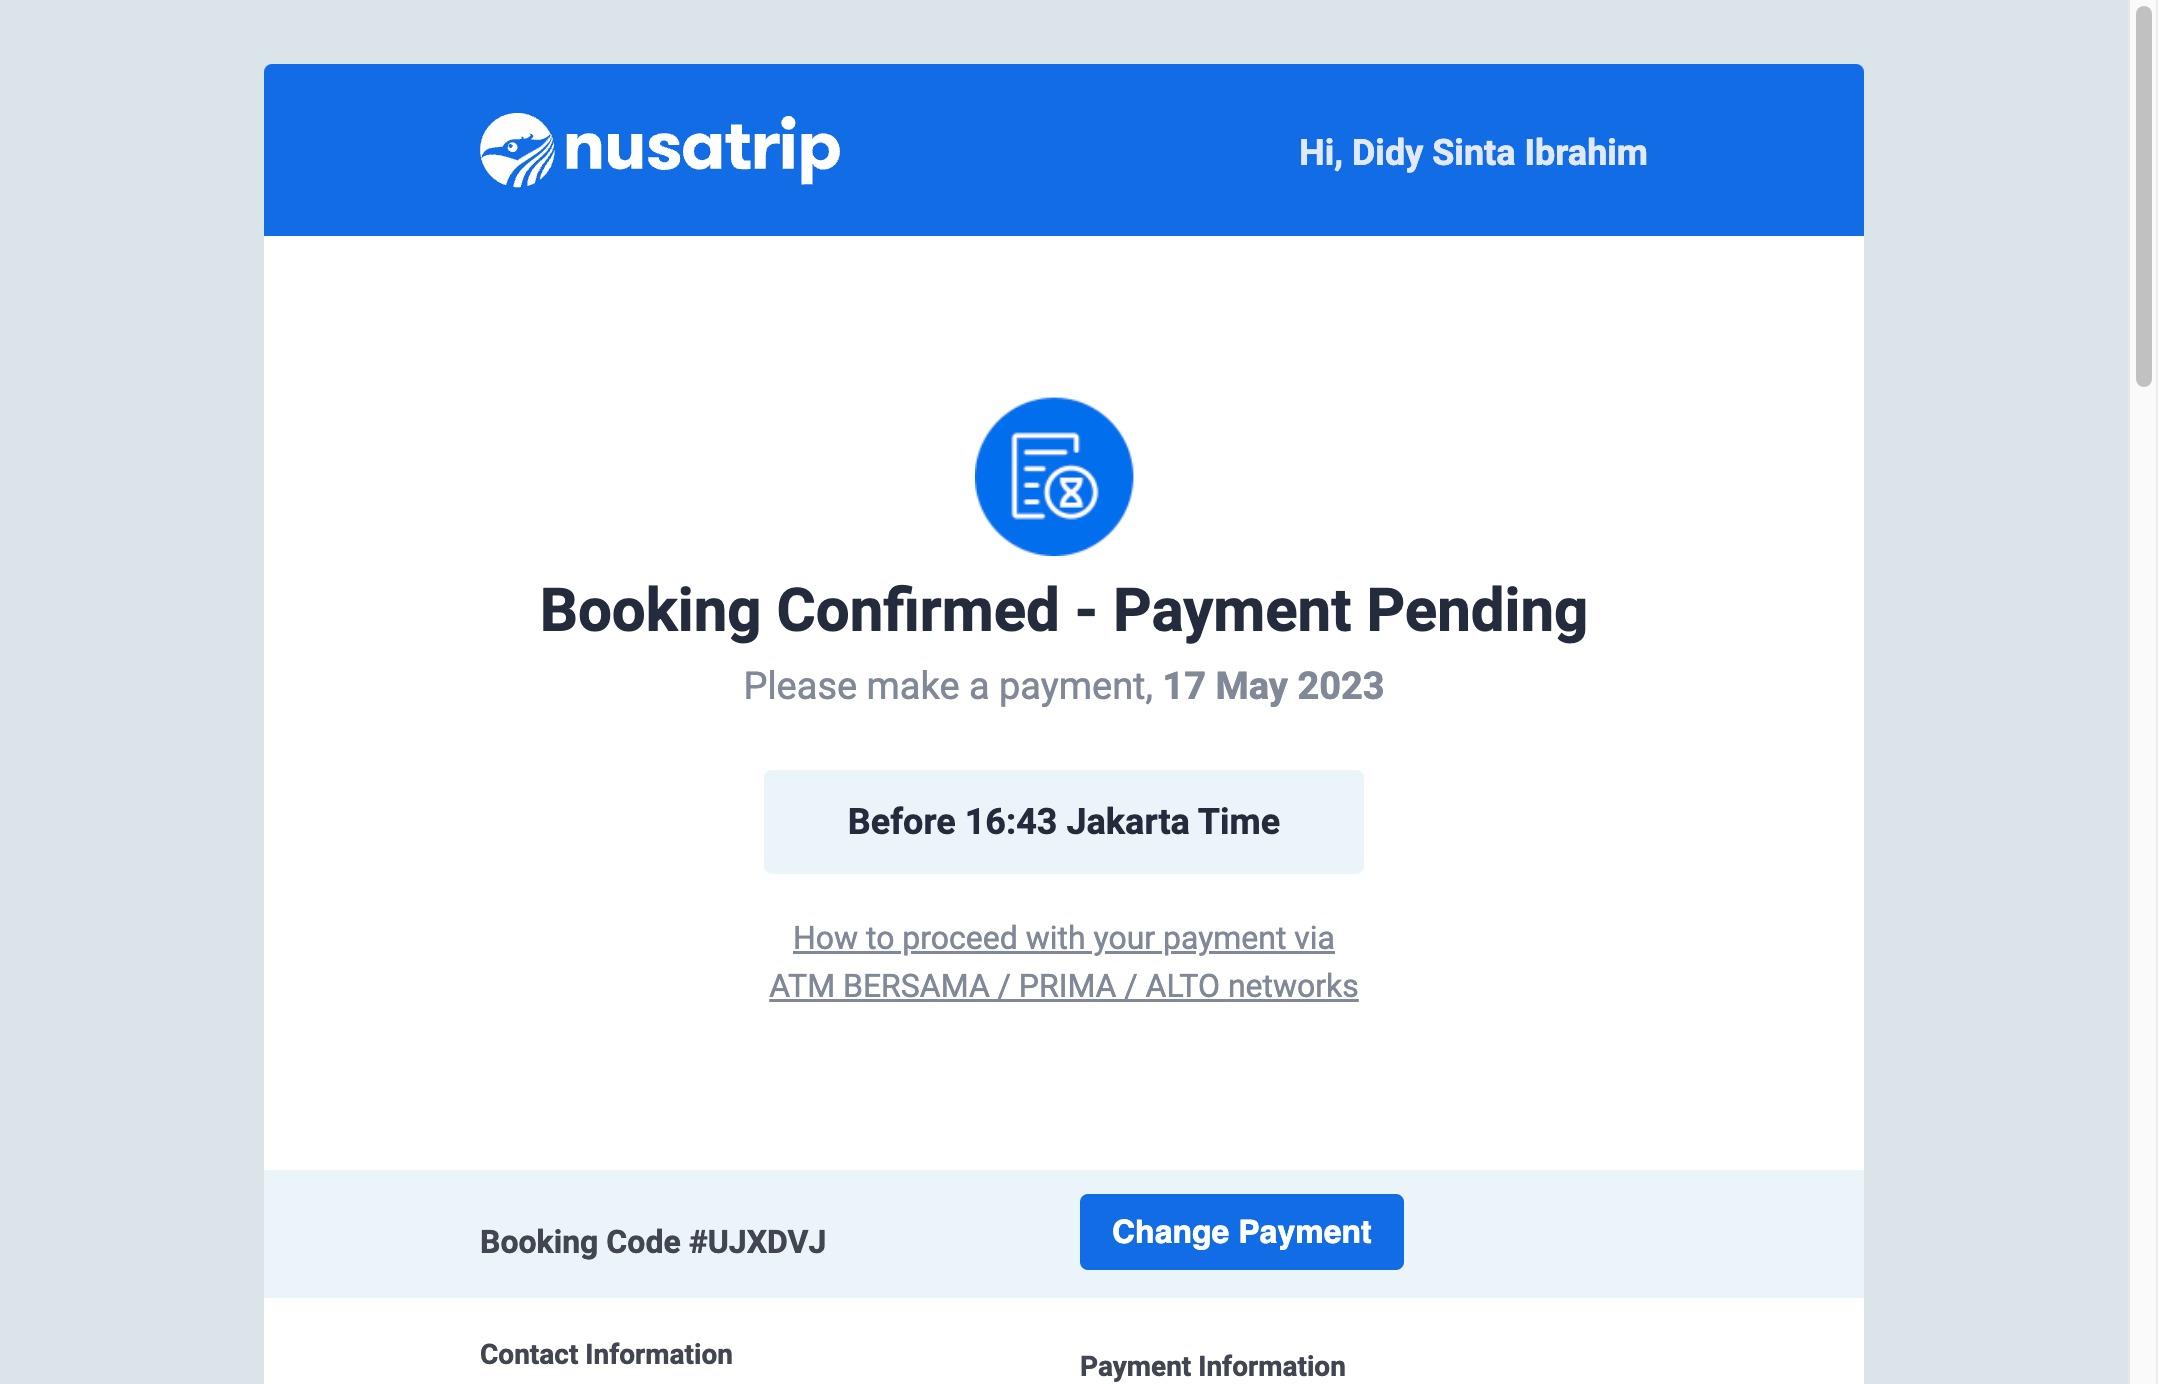 nusatrip
Hi, Didy Sinta Ibrahim
Booking Confirmed - Payment Pending
Please make a payment, 17 May 2023
Before 16:43 Jakarta Time
How to proceed with your payment via
ATM BERSAMA / PRIMA / ALTO networks
Booking Code #UJXDVJ
Change Payment
Contact Information
Payment Information